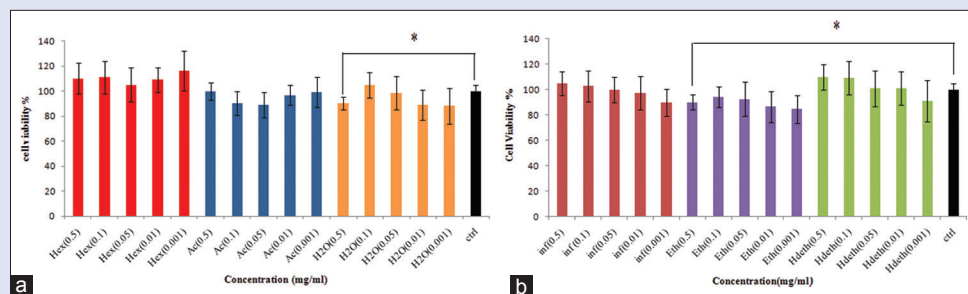 ※
140
120
100
80
60
40
20
0
cell viability %
Hex(0.5) Hex(0.1) Hex(0.05) Hex(0.01) Hex(0.001) Ac(0.5) Ac(0.1) Ac(0.05) Ac(0.01) Ac(0.001) H2O(0.5) H2O(0.1) H2O(0.05) H2O(0.01) H2O(0.001) ctrl
Concentration (mg/ml)
a
※
140
120
100
80
60
40
20
0
Cell Viability %
inf(0.5) inf(0.1) inf(0.05) inf(0.01) inf(0.001) Eth(0.5) Eth(0.1) Eth(0.05) Eth(0.01) Eth(0.001) Hdeth(0.5) Hdeth(0.1) Hdeth(0.05) Hdeth(0.01) Hdeth(0.001) ctrl
Concentration(mg/ml)
b